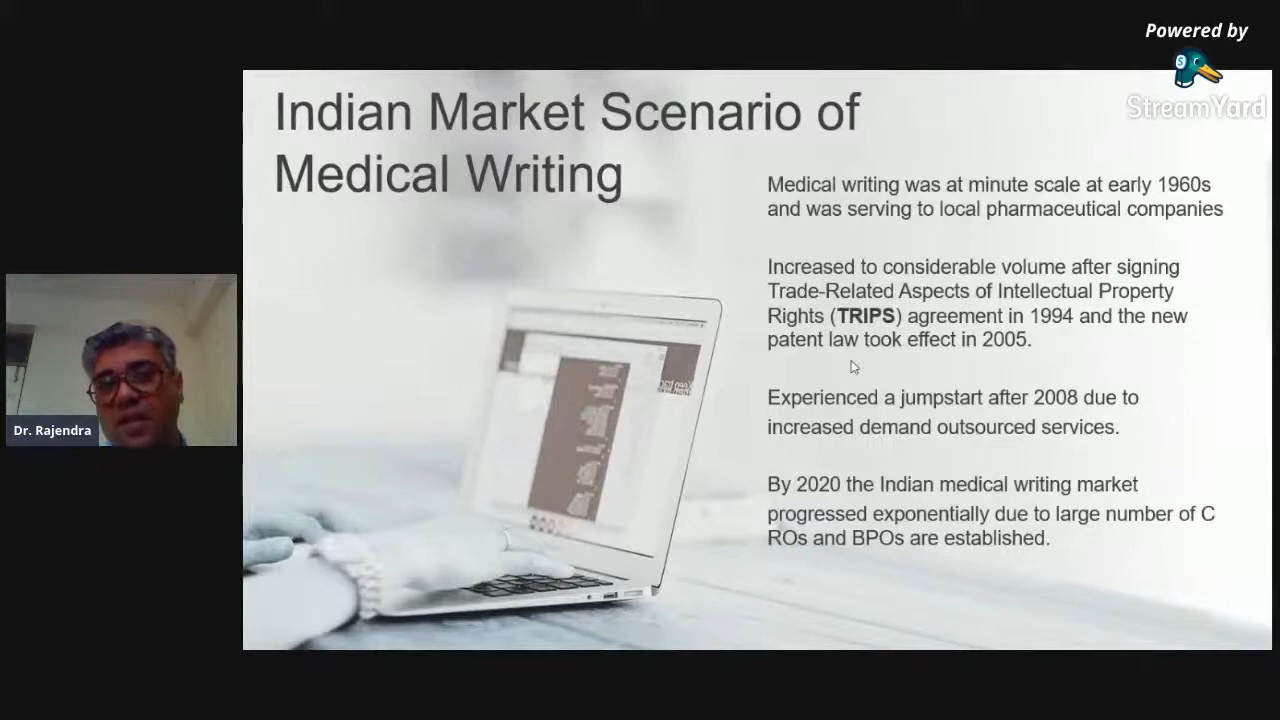 Powered by
StreamYard
Indian Market Scenario of
Medical Writing
Medical writing was at minute scale at early 1960s
and was serving to local pharmaceutical companies
Increased to considerable volume after signing
Trade-Related Aspects of Intellectual Property
Rights (TRIPS) agreement in 1994 and the new
patent law took effect in 2005.
Experienced a jumpstart after 2008 due to
increased demand outsourced services.
By 2020 the Indian medical writing market
progressed exponentially due to large number of C
ROs and BPOs are established.
Dr. Rajendra